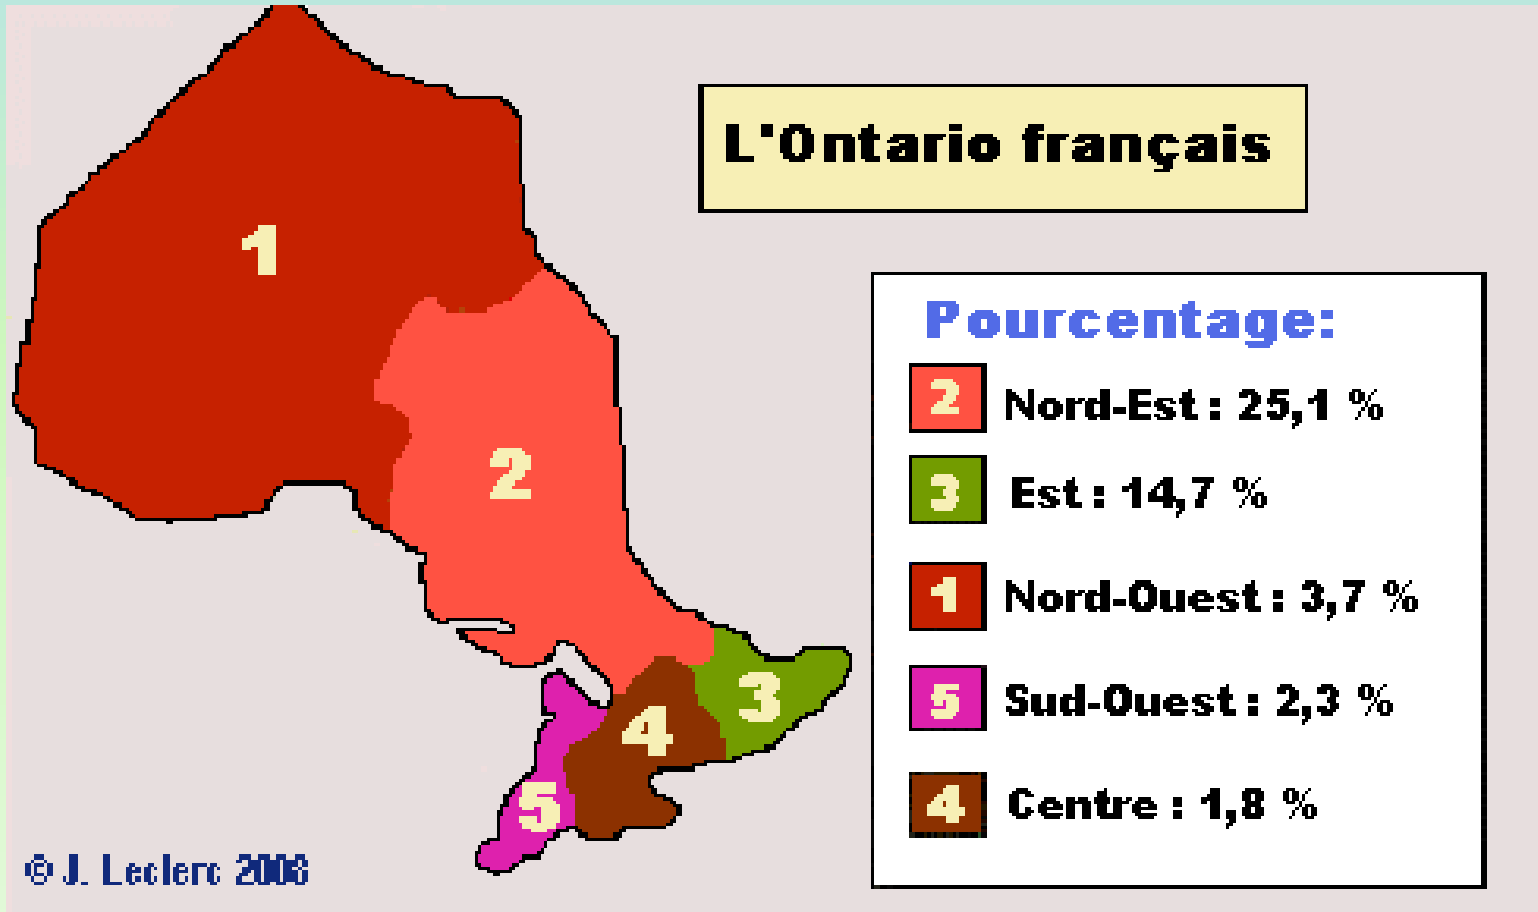 L'Ontario français
1
2
3
4
5
Pourcentage:
2 Nord-Est : 25,1 %
3 Est : 14,7 %
1 Nord-Ouest : 3,7 %
5 Sud-Ouest : 2,3 %
4 Centre : 1,8 %
© J. Leclerc